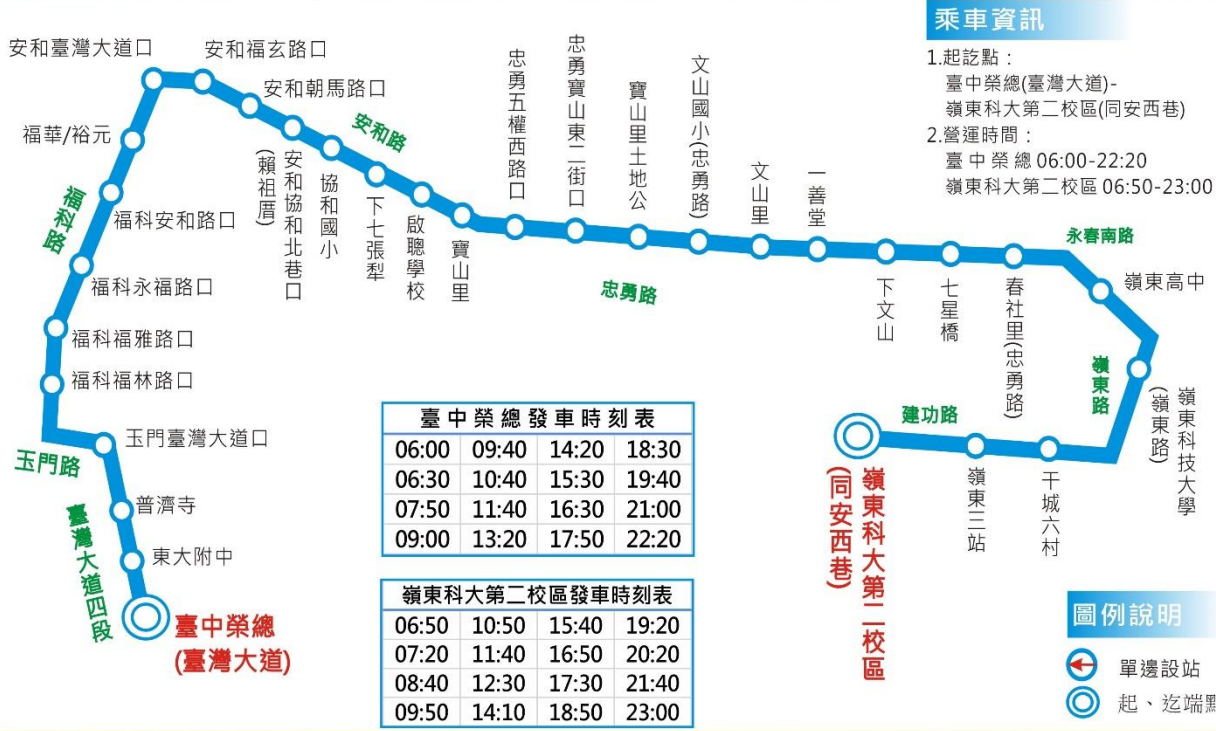 乘車資訊
1.起訖點：
臺中榮總(臺灣大道)-
嶺東科大第二校區(同安西巷)
2.營運時間：
臺中榮總 06:00-22:20
嶺東科大第二校區 06:50-23:00
安和臺灣大道口
安和福玄路口
安和朝馬路口
安和協和北巷口
(賴祖厝)
協和國小
下七張犁
啟聰學校
寶山里
安和路
忠勇五權西路口
忠勇寶山東二街口
寶山里土地公
文山國小(忠勇路)
文山里
一善堂
下文山
七星橋
春社里(忠勇路)
忠勇路
永春南路
嶺東高中
嶺東科技大學
(嶺東路)
嶺東路
干城六村
嶺東三站
建功路
嶺東科大第二校區
(同安西巷)
福華/裕元
福科安和路口
福科路
福科永福路口
福科福雅路口
福科福林路口
玉門臺灣大道口
玉門路
普濟寺
東大附中
臺灣大道四段
臺中榮總
(臺灣大道)
臺中榮總發車時刻表
06:00 09:40 14:20 18:30
06:30 10:40 15:30 19:40
07:50 11:40 16:30 21:00
09:00 13:20 17:50 22:20
嶺東科大第二校區發車時刻表
06:50 10:50 15:40 19:20
07:20 11:40 16:50 20:20
08:40 12:30 17:30 21:40
09:50 14:10 18:50 23:00
圖例說明
單邊設站
起、迄端點